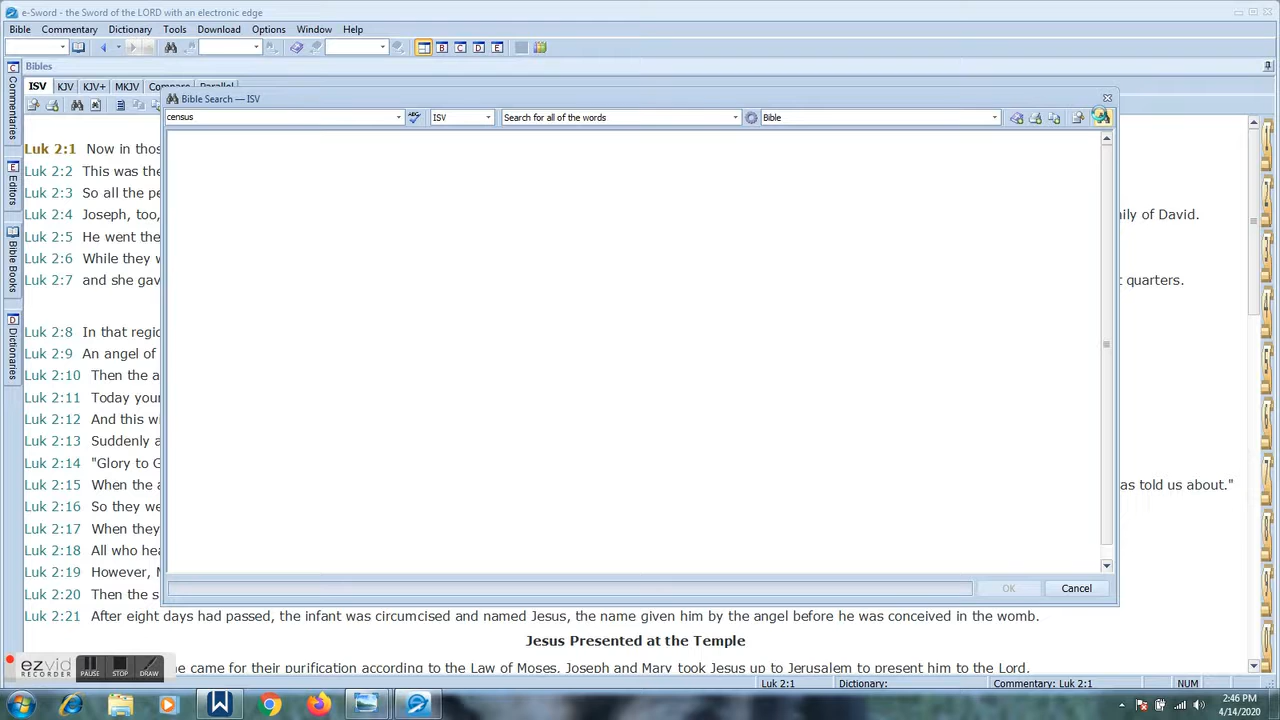 e-Sword - the Sword of the LORD with an electronic edge
Bible Commentary Dictionary Tools Download Options Window Help
B C D E
Bibles
ISV KJV KJV+ MKJV Compare Parallel
Bible Search — ISV
census ISV Search for all of the words Bible
Commentaries
Editors
Bible Books
Dictionaries
Luk 2:1 Now in thos
Luk 2:2 This was the
Luk 2:3 So all the pe
Luk 2:4 Joseph, too, mily of David.
Luk 2:5 He went the
Luk 2:6 While they w
Luk 2:7 and she gav t quarters.
Luk 2:8 In that regio
Luk 2:9 An angel of
Luk 2:10 Then the a
Luk 2:11 Today your
Luk 2:12 And this wi
Luk 2:13 Suddenly a
Luk 2:14 "Glory to G
Luk 2:15 When the a as told us about."
Luk 2:16 So they we
Luk 2:17 When they
Luk 2:18 All who hea
Luk 2:19 However, M
Luk 2:20 Then the s
OK Cancel
Luk 2:21 After eight days had passed, the infant was circumcised and named Jesus, the name given him by the angel before he was conceived in the womb.
Jesus Presented at the Temple
ne came for their purification according to the Law of Moses, Joseph and Mary took Jesus up to Jerusalem to present him to the Lord.
ezvid
RECORDER
PAUSE STOP DRAW
Luk 2:1 Dictionary: Commentary: Luk 2:1 NUM
2:46 PM
4/14/2020